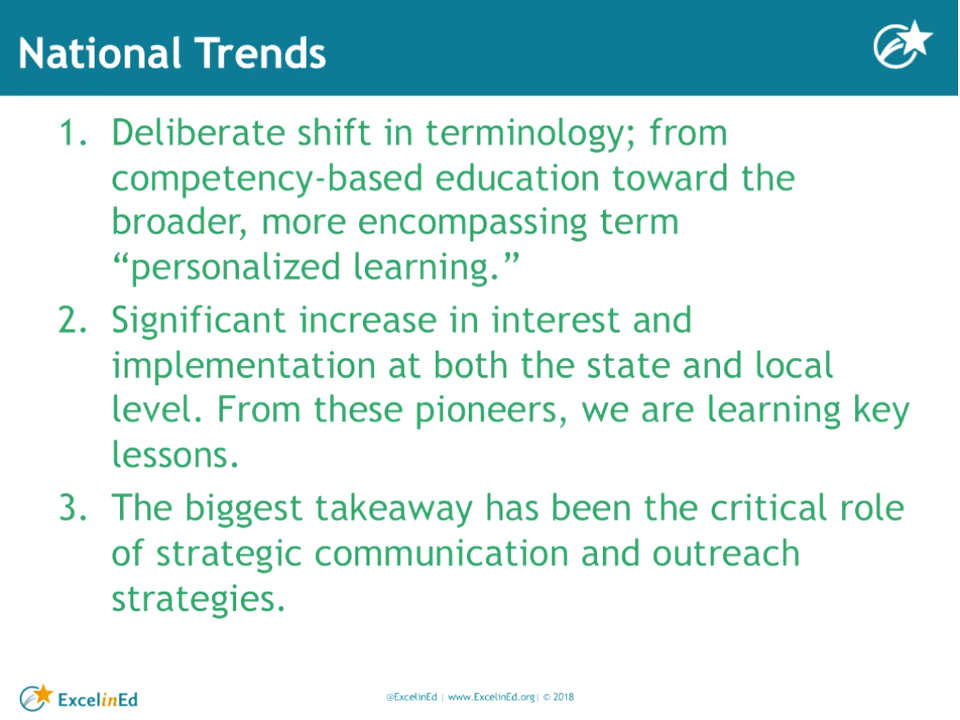 National Trends
1. Deliberate shift in terminology; from
competency-based education toward the
broader, more encompassing term
“personalized learning.”
2. Significant increase in interest and
implementation at both the state and local
level. From these pioneers, we are learning key
lessons.
3. The biggest takeaway has been the critical role
of strategic communication and outreach
strategies.
ExcelinEd
@ExcelinEd | www.ExcelinEd.org| © 2018